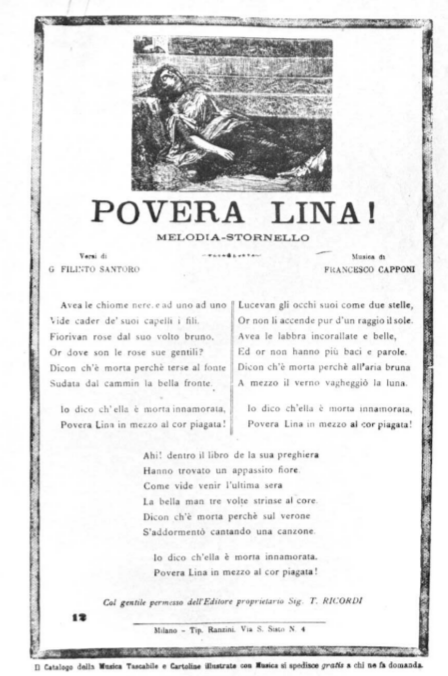 POVERA LINA!
MELODIA-STORNELLO
Versi di
G FILINTO SANTORO
Musica di
FRANCESCO CAPPONI
Avea le chiome nere, e ad uno ad uno
Vide cader de' suoi capelli i fili.
Fiorivan rose dal suo volto bruno.
Or dove son le rose sue gentili?
Dicon ch'è morta perchè terse al fonte
Sudata dal cammin la bella fronte.
Io dico ch'ella è morta innamorata,
Povera Lina in mezzo al cor piagata!
Lucevan gli occhi suoi come due stelle,
Or non li accende pur d'un raggio il sole.
Avea le labbra incorallate e belle,
Ed or non hanno più baci e parole.
Dicon ch'è morta perchè all'aria bruna
A mezzo il verno vagheggiò la luna.
Io dico ch'ella è morta innamorata,
Povera Lina in mezzo al cor piagata!
Ahi! dentro il libro de la sua preghiera
Hanno trovato un appassito fiore.
Come vide venir l'ultima sera
La bella man tre volte strinse al core.
Dicon ch'è morta perchè sul verone
S'addormentò cantando una canzone.
Io dico ch'ella è morta innamorata,
Povera Lina in mezzo al cor piagata!
Col gentile permesso dell'Editore proprietario Sig. T. RICORDI
12
Milano - Tip. Ranzini. Via S. Sisto N. 4
Il Catalogo della Musica Tascabile e Cartoline illustrate con Musica si spedisce gratis a chi ne fa domanda.